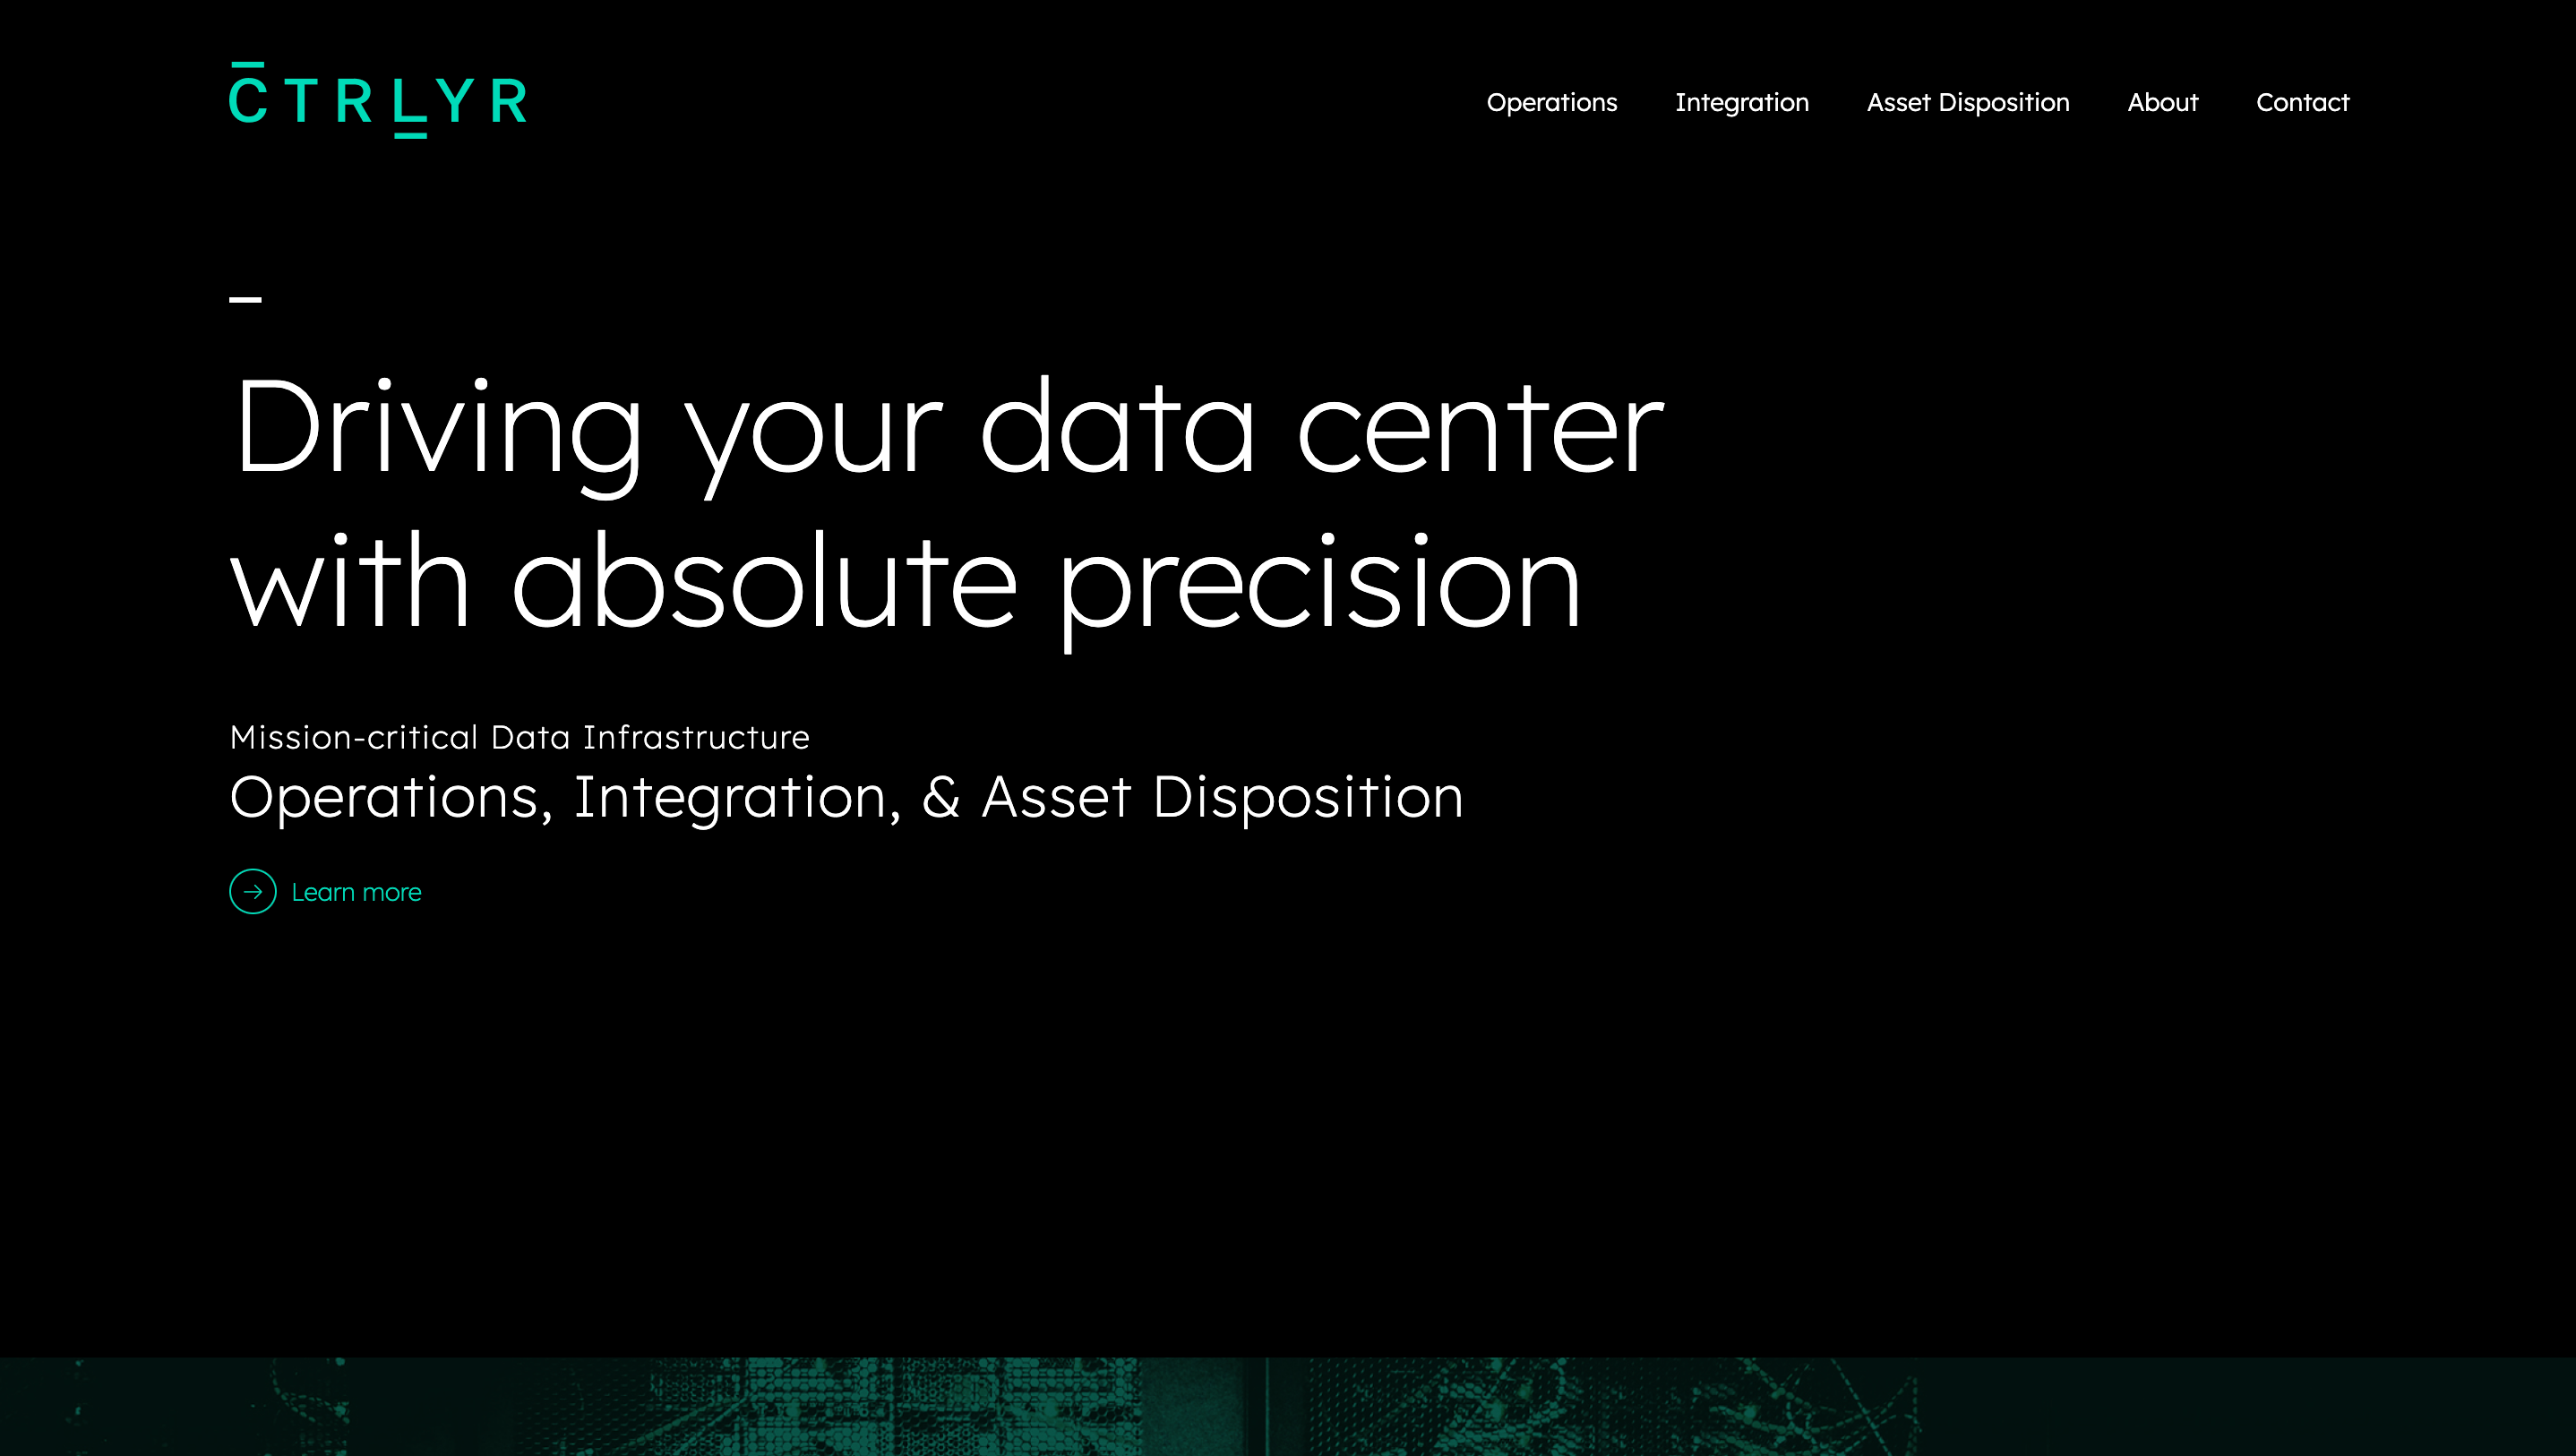 CTRLYR
Operations Integration Asset Disposition About Contact
Driving your data center
with absolute precision
Mission-critical Data Infrastructure
Operations, Integration, & Asset Disposition
Learn more